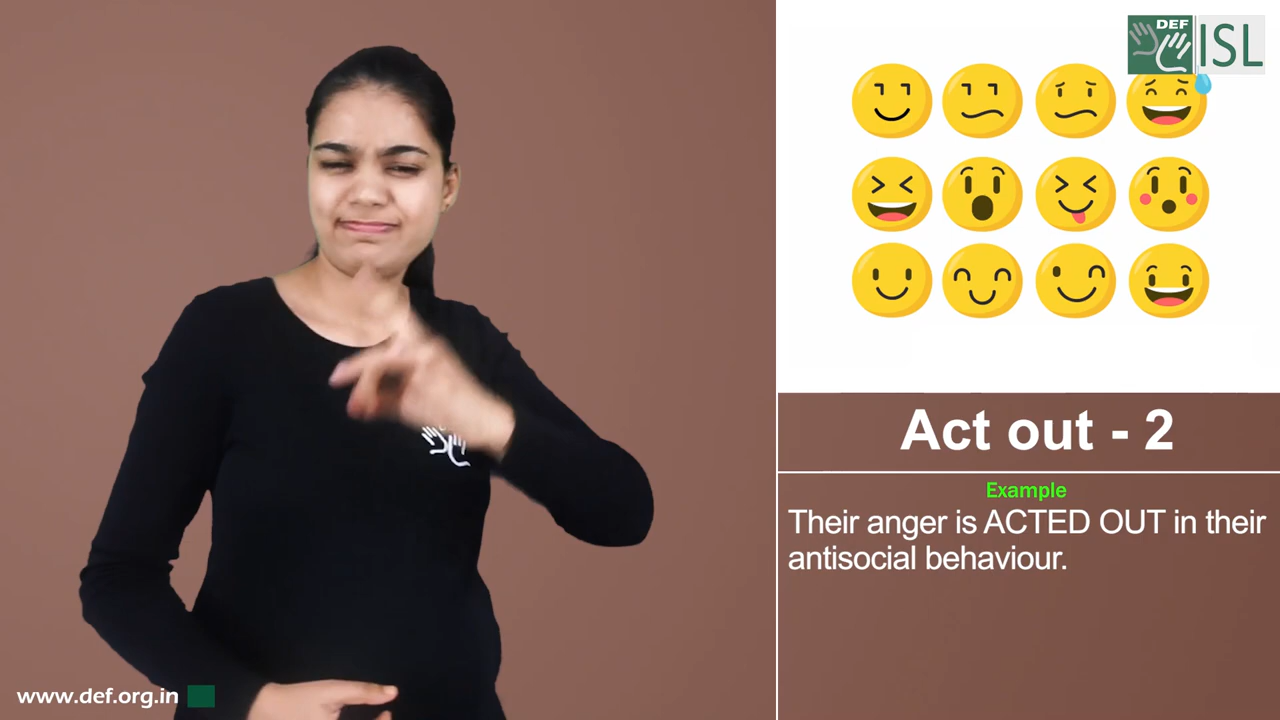 DEF
ISL
Act out - 2
Example
Their anger is ACTED OUT in their
antisocial behaviour.
www.def.org.in